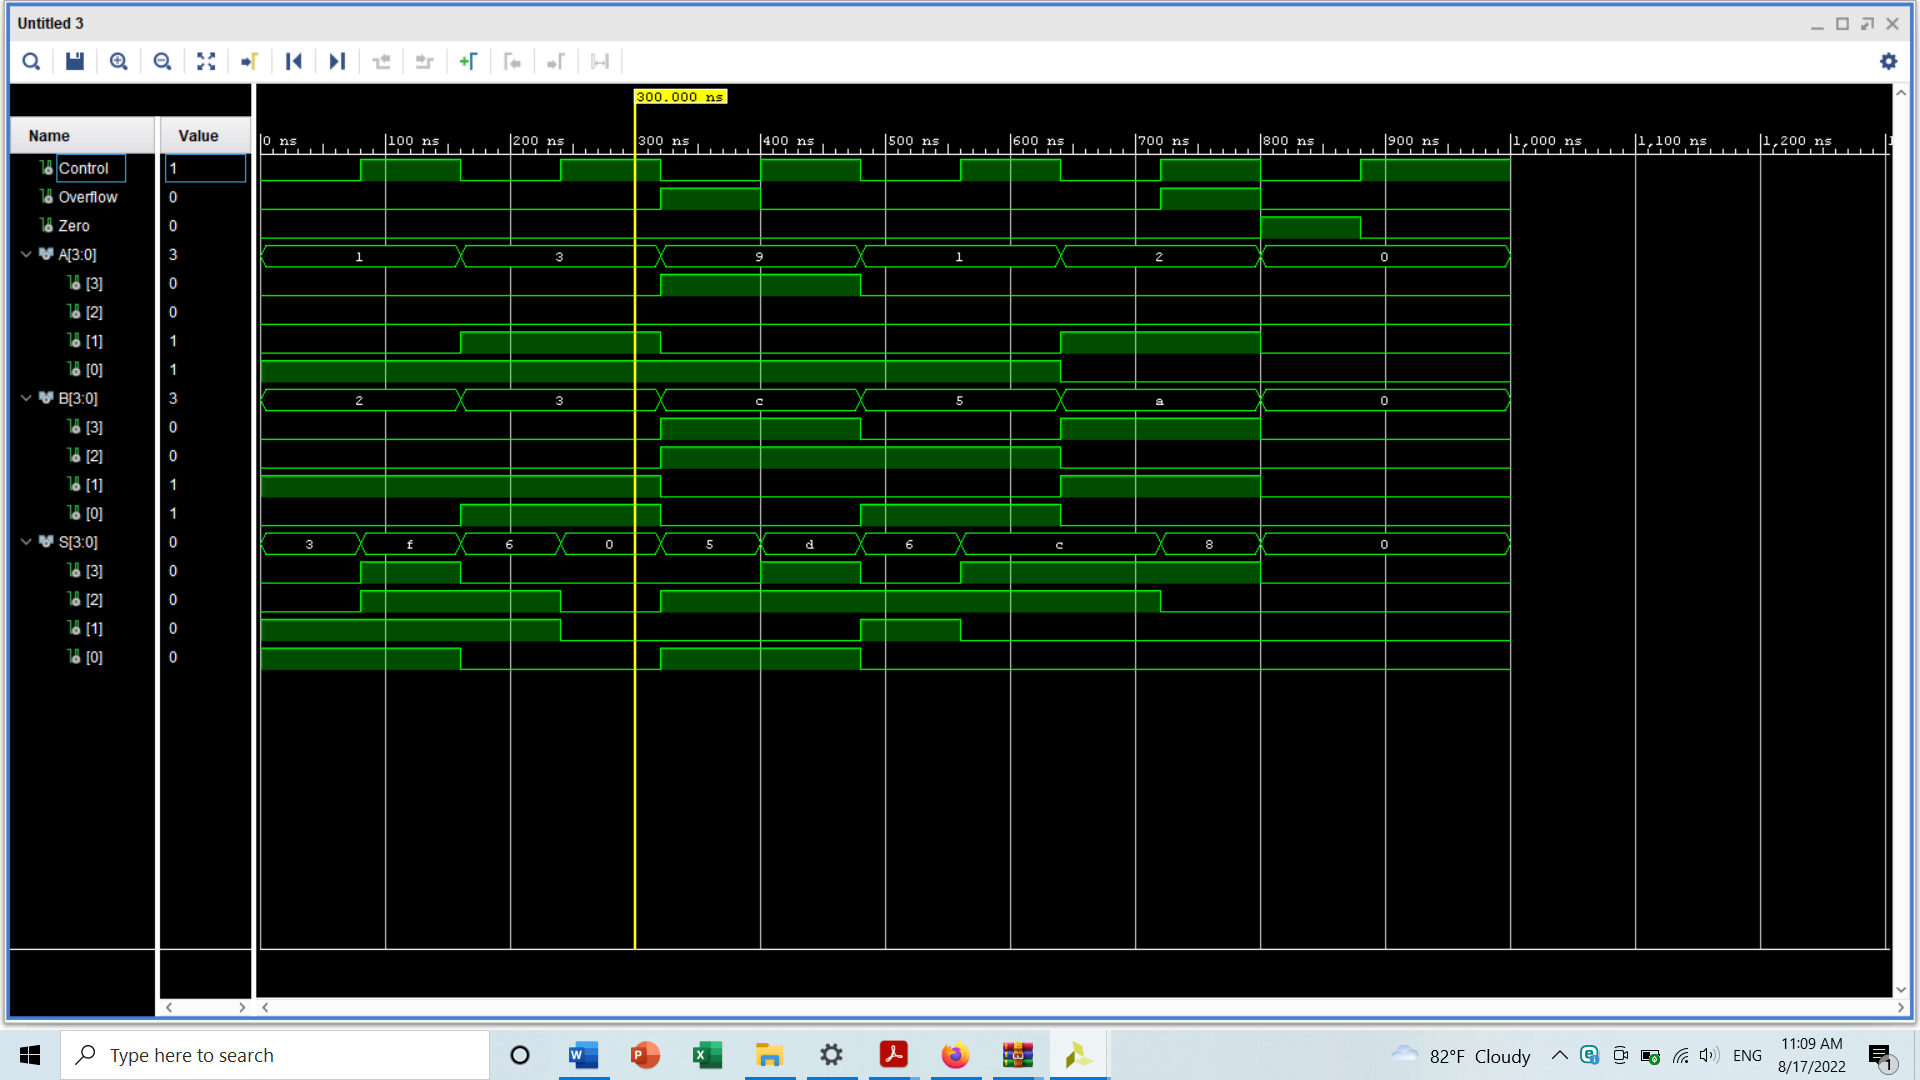 Untitled 3
300.000 ns
Name Value
0 ns 100 ns 200 ns 300 ns 400 ns 500 ns 600 ns 700 ns 800 ns 900 ns 1,000 ns 1,100 ns 1,200 ns 1
Control 1
Overflow 0
Zero 0
A[3:0] 3 1 3 9 1 2 0
[3] 0
[2] 0
[1] 1
[0] 1
B[3:0] 3 2 3 c 5 a 0
[3] 0
[2] 0
[1] 1
[0] 1
S[3:0] 0 3 f 6 0 5 d 6 c 8 0
[3] 0
[2] 0
[1] 0
[0] 0
Type here to search
82°F Cloudy
ENG
11:09 AM
8/17/2022
1